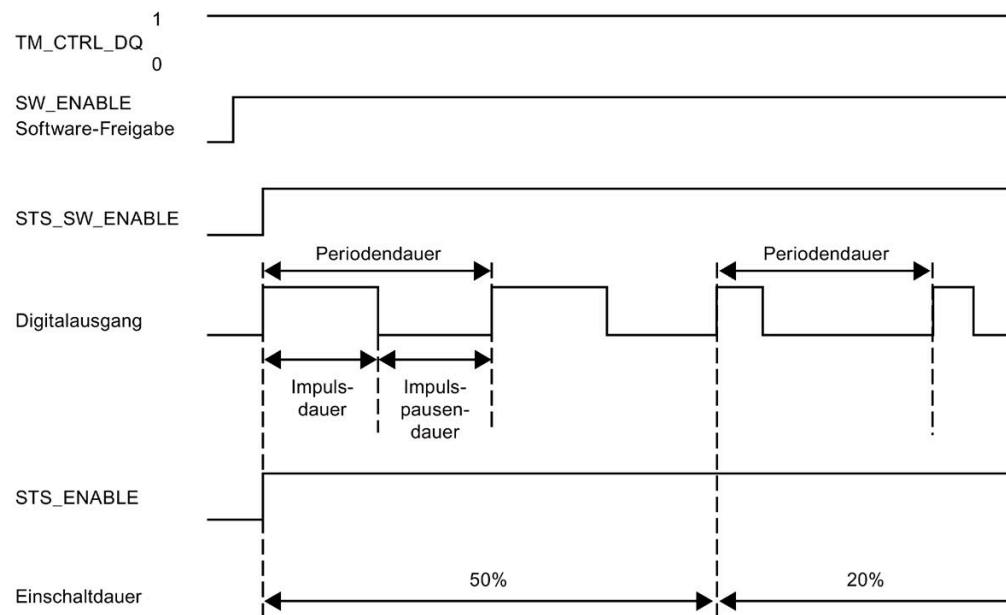 1
TM_CTRL_DQ
0
SW_ENABLE
Software-Freigabe
STS_SW_ENABLE
Periodendauer
Periodendauer
Digitalausgang
Impuls-
dauer
Impuls-
pausen-
dauer
STS_ENABLE
50%
20%
Einschaltdauer